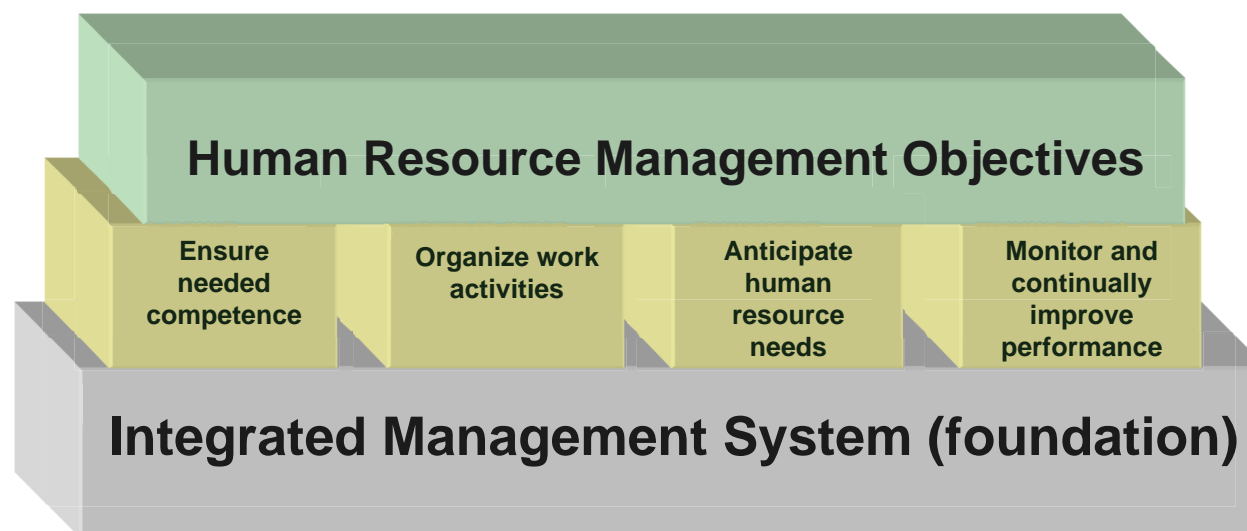 Human Resource Management Objectives
Ensure
needed
competence
Organize work
activities
Anticipate
human
resource
needs
Monitor and
continually
improve
performance
Integrated Management System (foundation)